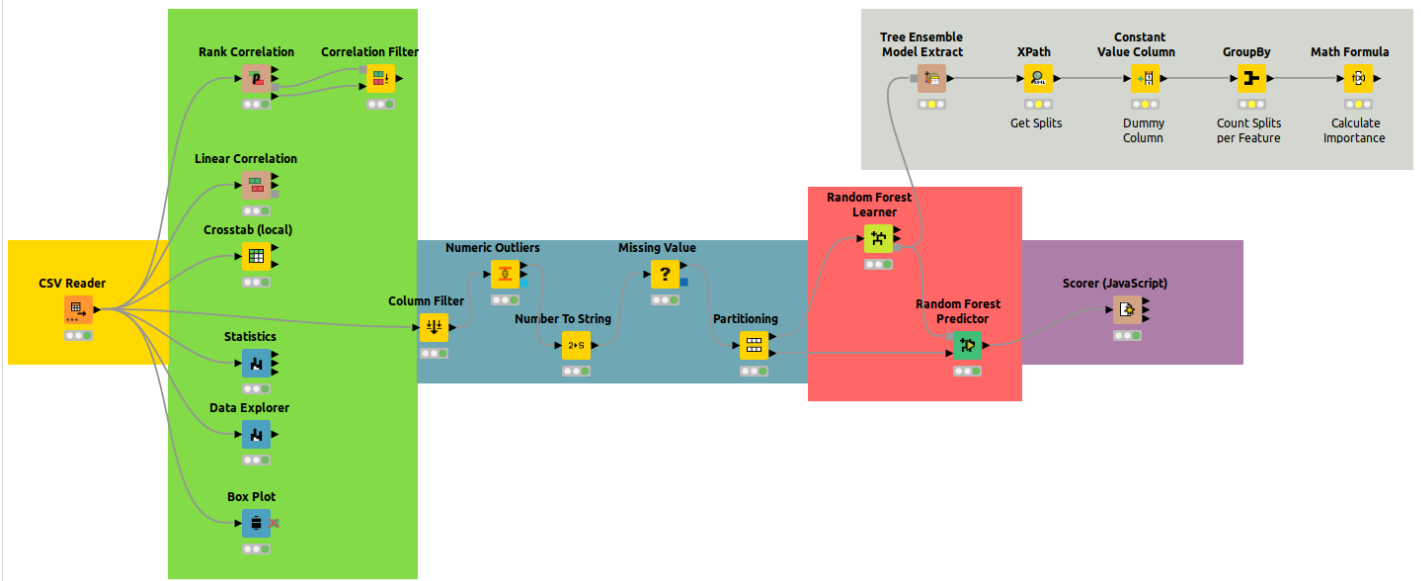 Rank Correlation
Correlation Filter
Linear Correlation
Crosstab (local)
CSV Reader
Statistics
Data Explorer
Box Plot
Column Filter
Numeric Outliers
Number To String
2+S
Missing Value
?
Partitioning
Random Forest
Learner
Random Forest
Predictor
Scorer (JavaScript)
Tree Ensemble
Model Extract
XPath
Get Splits
Constant
Value Column
Dummy
Column
GroupBy
Count Splits
per Feature
Math Formula
f(x)
Calculate
Importance